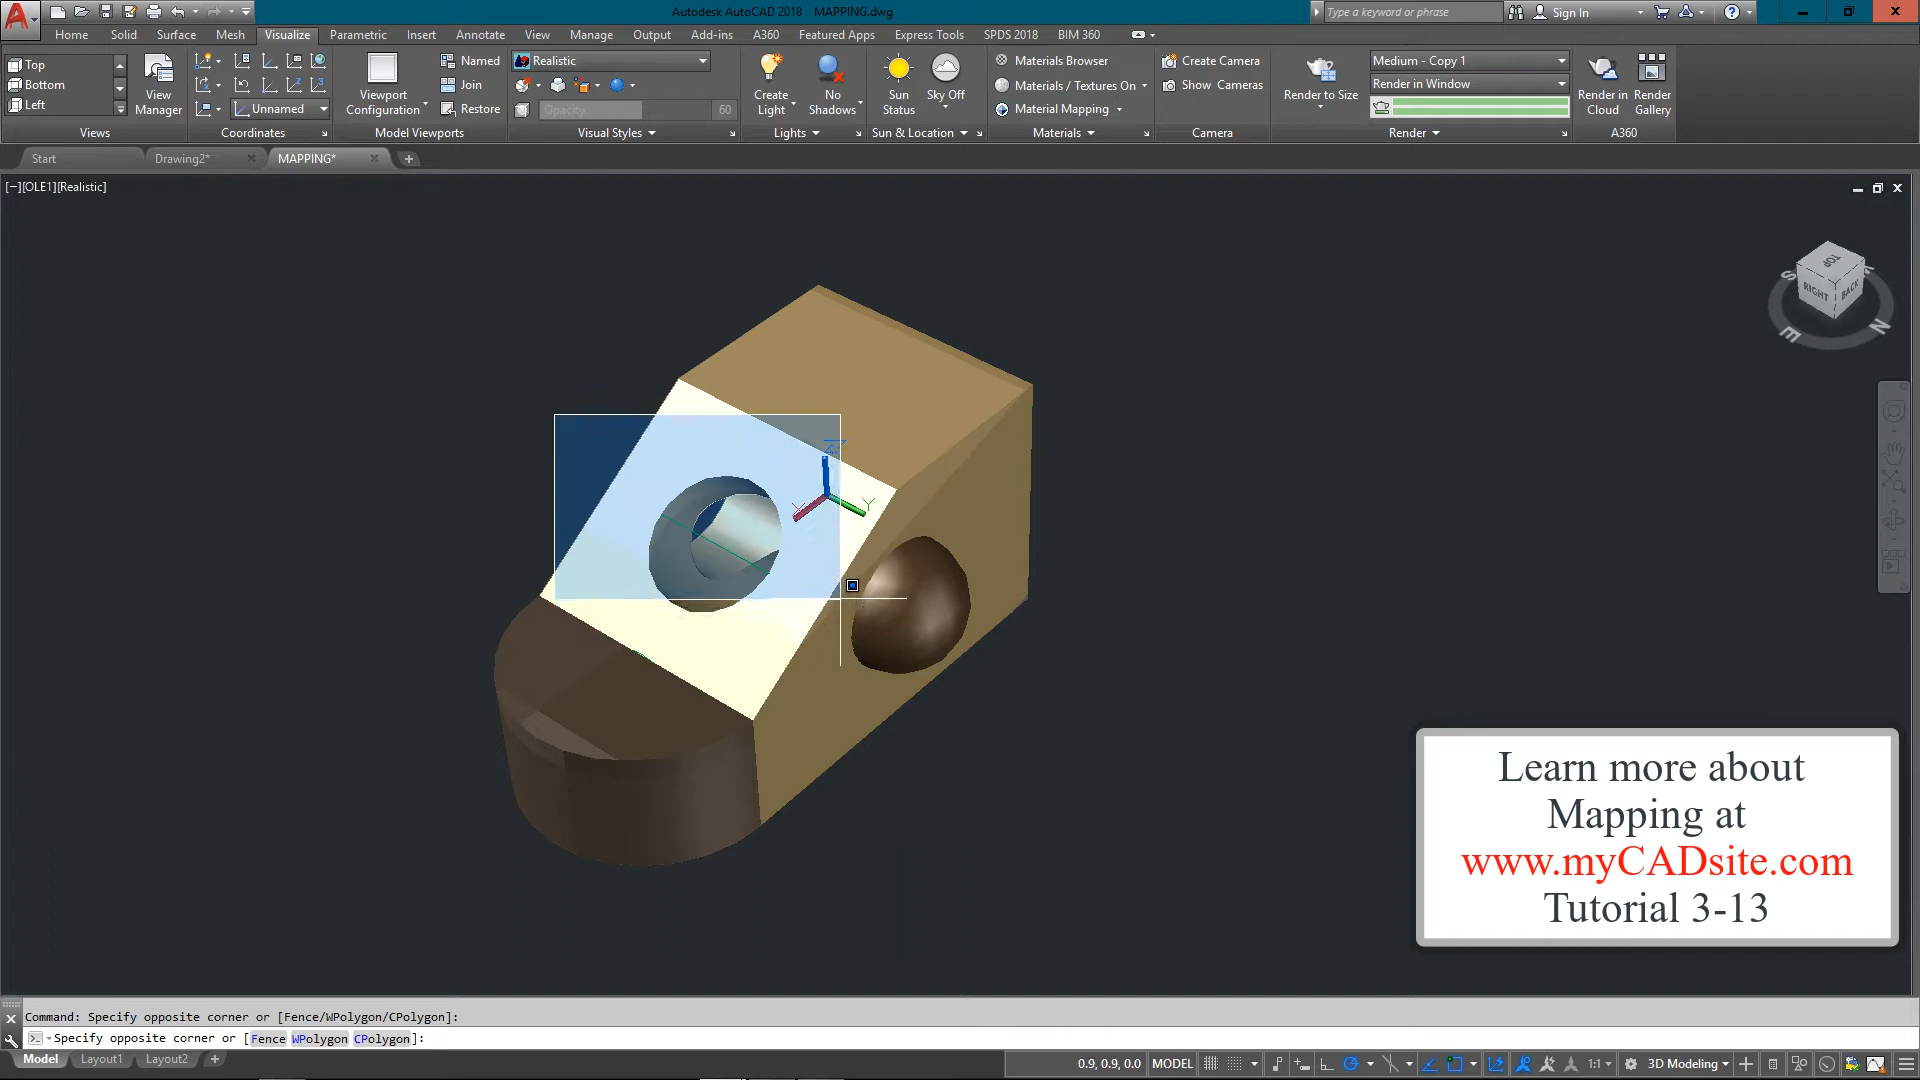 Autodesk AutoCAD 2018   MAPPING.dwg
Type a keyword or phrase
Sign In
Home Solid Surface Mesh Visualize Parametric Insert Annotate View Manage Output Add-ins A360 Featured Apps Express Tools SPDS 2018 BIM 360
Top
Bottom
Left
View Manager
Unnamed
Viewport Configuration
Named
Join
Restore
Realistic
Opacity 60
Create Light
No Shadows
Sun Status
Sky Off
Materials Browser
Materials / Textures On
Material Mapping
Create Camera
Show Cameras
Render to Size
Medium - Copy 1
Render in Window
Render in Cloud
Render Gallery
Views Coordinates Model Viewports Visual Styles Lights Sun & Location Materials Camera Render A360
Start Drawing2* MAPPING*
[−][OLE1][Realistic]
TOP
RIGHT
BACK
S
E
N
X
Y
Z
Learn more about
Mapping at
www.myCADsite.com
Tutorial 3-13
Command: Specify opposite corner or [Fence/WPolygon/CPolygon]:
Specify opposite corner or [Fence WPolygon CPolygon]:
Model Layout1 Layout2
0.9, 0.9, 0.0 MODEL 1:1 3D Modeling